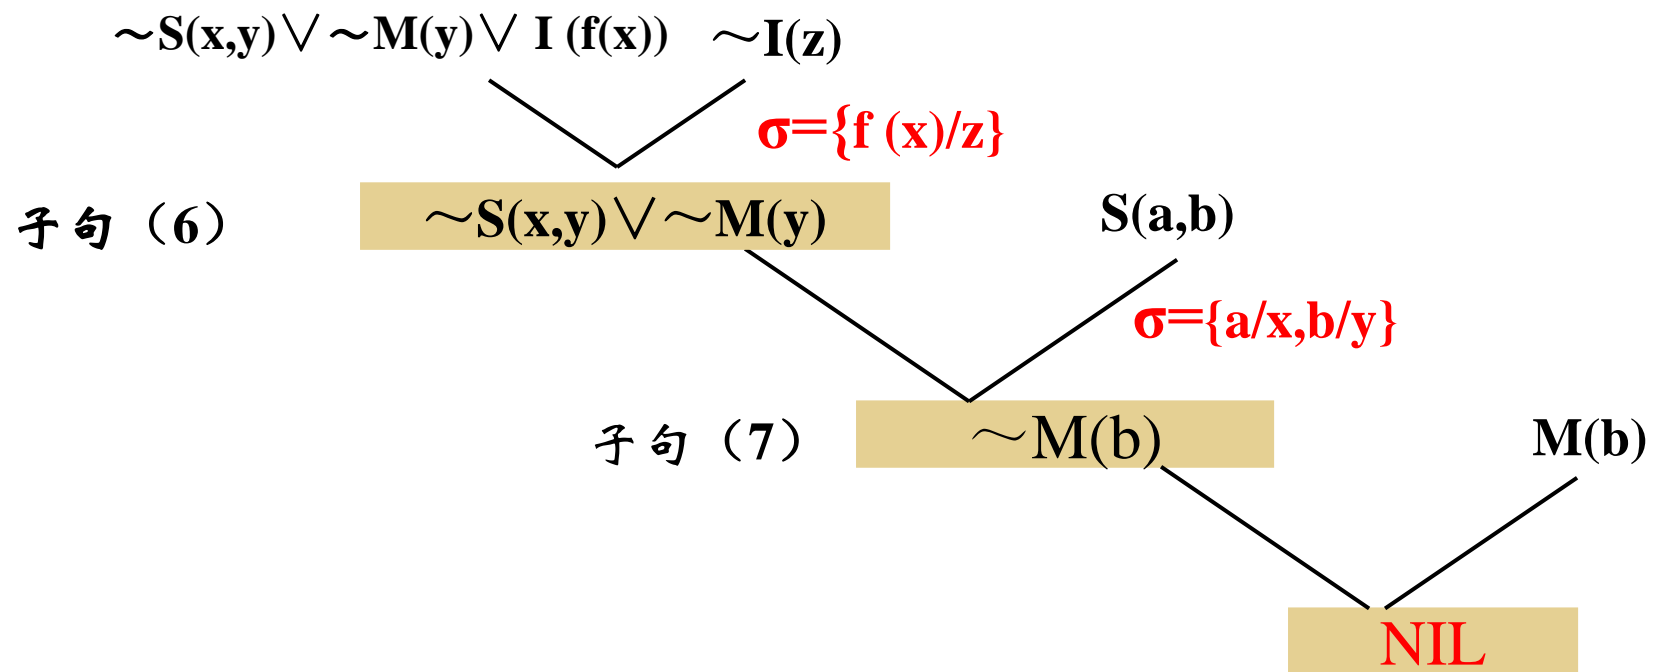 ~S(x,y)∨~M(y)∨ I (f(x)) ~I(z)
σ={f (x)/z}
子句（6） ~S(x,y)∨~M(y) S(a,b)
σ={a/x,b/y}
子句（7） ~M(b) M(b)
NIL